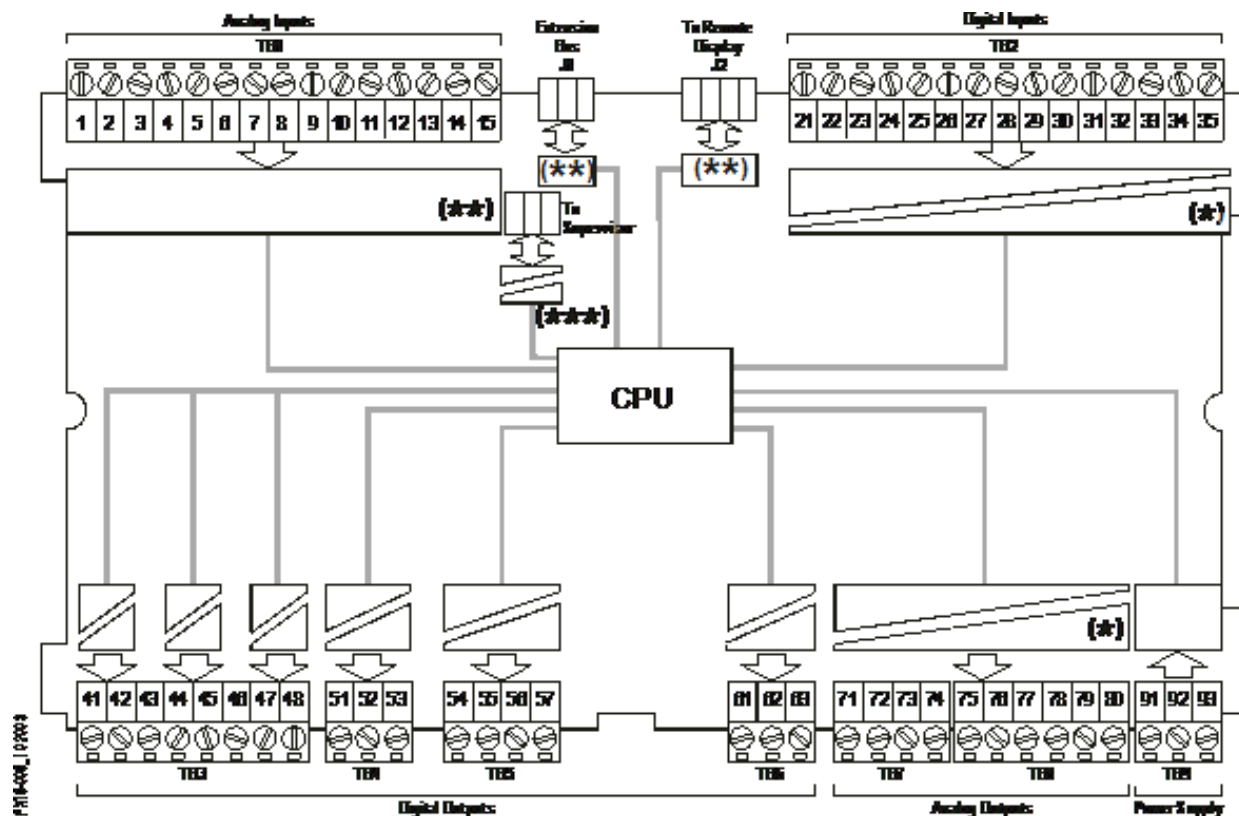 Analog Inputs
TB1
Extension
Bus
J1
To Remote
Display
J2
Digital Inputs
TB2
1 2 3 4 5 6 7 8 9 10 11 12 13 14 15
21 22 23 24 25 26 27 28 29 30 31 32 33 34 35
(**)
(**)
(**)
To
Supervisor
(*)
(***)
CPU
(*)
41 42 43 44 45 46 47 48
51 52 53
54 55 56 57
61 62 63
71 72 73 74
75 76 77 78 79 80
91 92 93
TB3
TB4
TB5
TB6
TB7
TB8
TB9
Digital Outputs
Analog Outputs
Power Supply